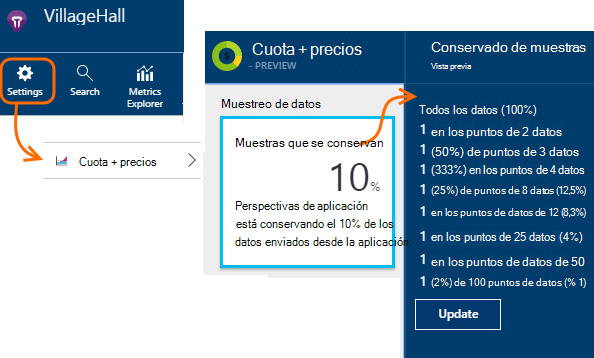 VillageHall
Settings
Search
Metrics
Explorer
Cuota + precios
Cuota + precios
- PREVIEW
Muestreo de datos
Muestras que se conservan
10%
Perspectivas de aplicación
está conservando el 10% de los
datos enviados desde la aplicación.
Conservado de muestras
Vista previa
Todos los datos (100%)
1 en los puntos de 2 datos
1 (50%) de puntos de 3 datos
1 (333%) en los puntos de 4 datos
1 (25%) de puntos de 8 datos (12,5%)
1 en los puntos de datos de 12 (8,3%)
1 en los puntos de 25 datos (4%)
1 en los puntos de datos de 50
1 (2%) de 100 puntos de datos (% 1)
Update